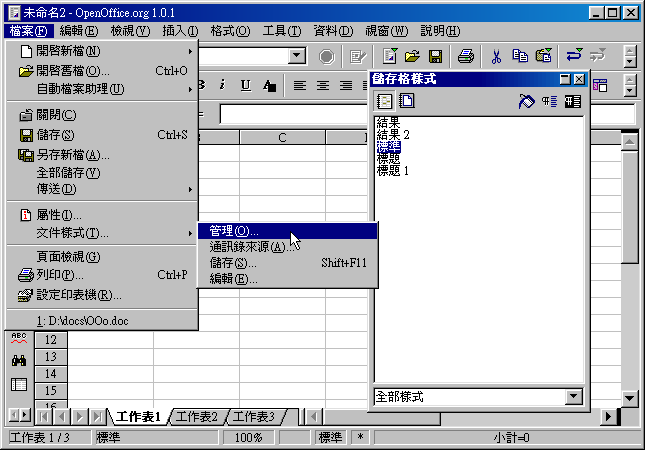 未命名2 - OpenOffice.org 1.0.1
檔案(F) 編輯(E) 檢視(V) 插入(I) 格式(O) 工具(T) 資料(D) 視窗(W) 說明(H)
開啓新檔(N)
開啓舊檔(O)... Ctrl+O
自動檔案助理(U)
關閉(C)
儲存(S) Ctrl+S
另存新檔(A)...
全部儲存(V)
傳送(D)
屬性(I)...
文件樣式(T)...
頁面檢視(G)
列印(P)... Ctrl+P
設定印表機(R)...
1: D:\docs\OOo.doc
管理(O)...
通訊錄來源(A)...
儲存(S)... Shift+F11
編輯(E)...
B i U A
=
B C
儲存格樣式
結果
結果 2
標準
標題
標題 1
全部樣式
ABC
12
13
14
15
16
工作表1 工作表2 工作表3
工作表 1 / 3 標準 100% 標準 * 小計=0